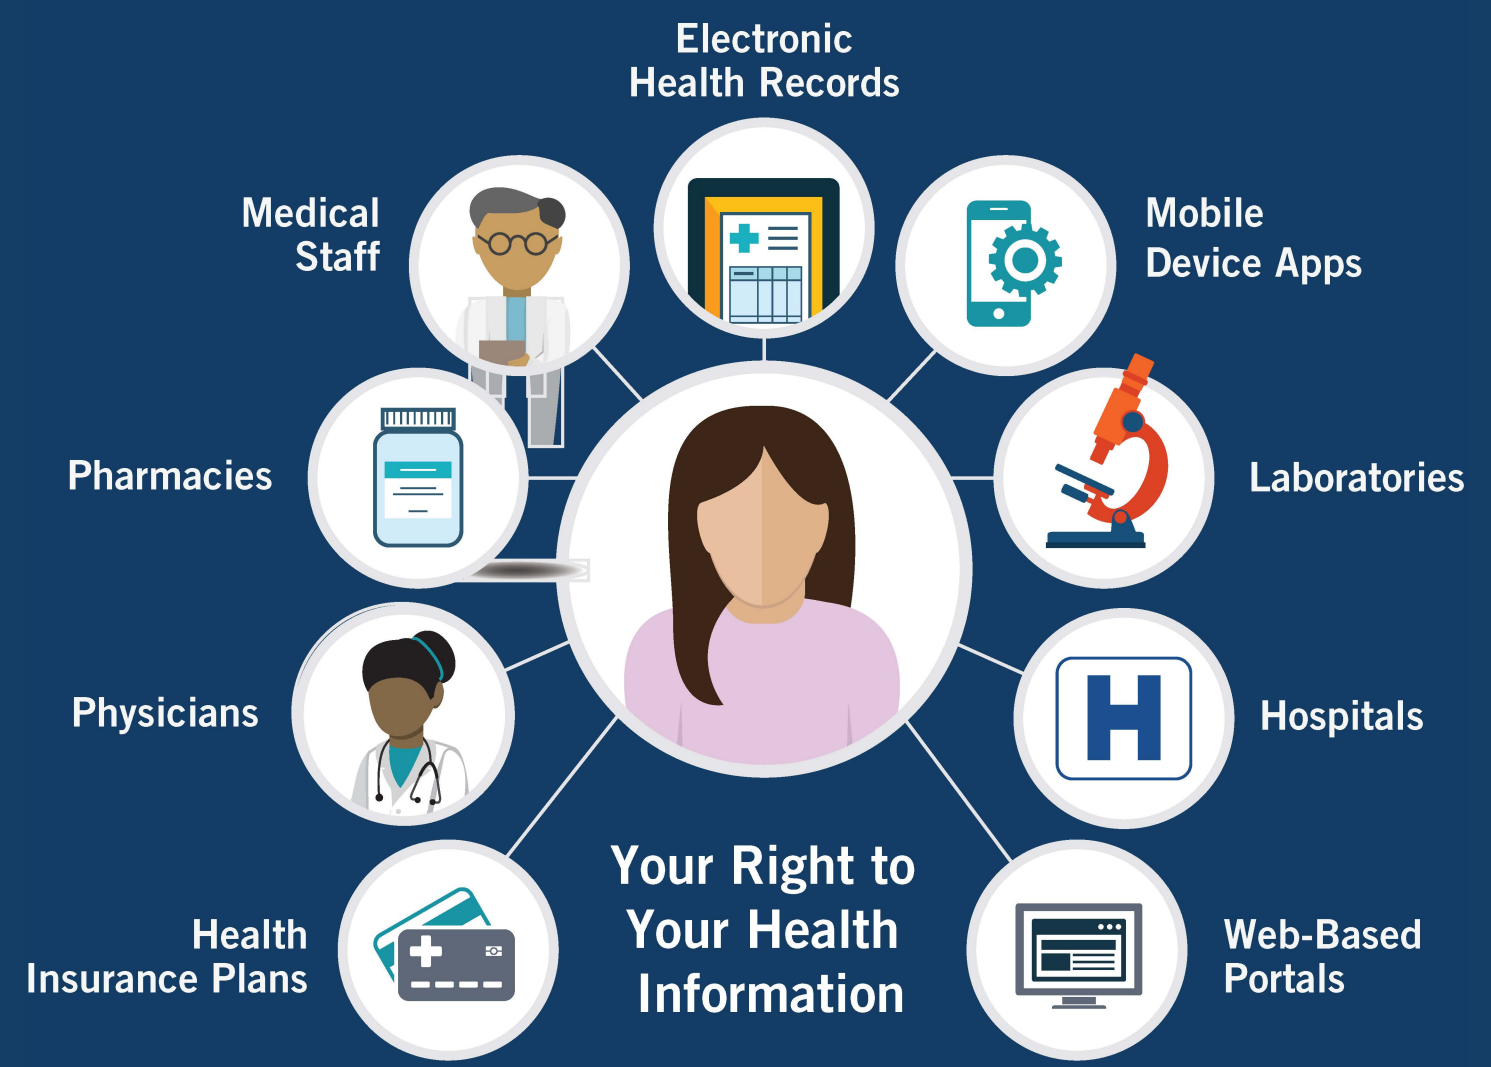 Electronic
Health Records
Medical
Staff
Mobile
Device Apps
Pharmacies
Laboratories
Physicians
H
Hospitals
Your Right to
Your Health
Information
Health
Insurance Plans
Web-Based
Portals